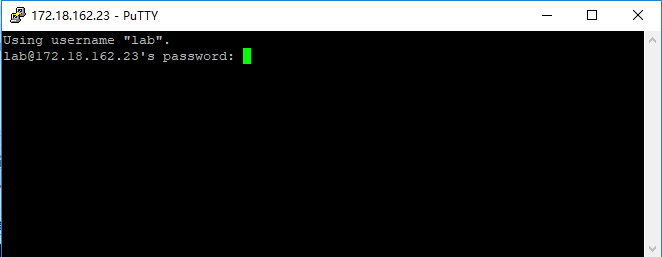 172.18.162.23 - PuTTY
Using username "lab".
lab@172.18.162.23's password: